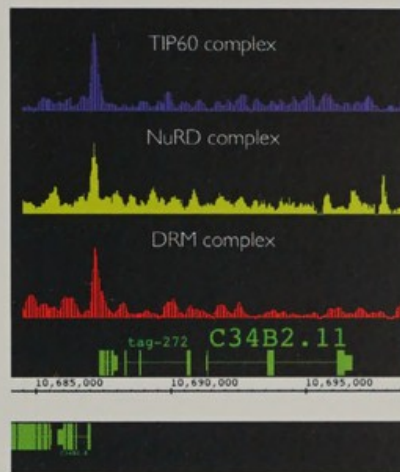 TIP60 complex
NuRD complex
DRM complex
tag-272 C34B2.11
10,685,000 10,690,000 10,695,000